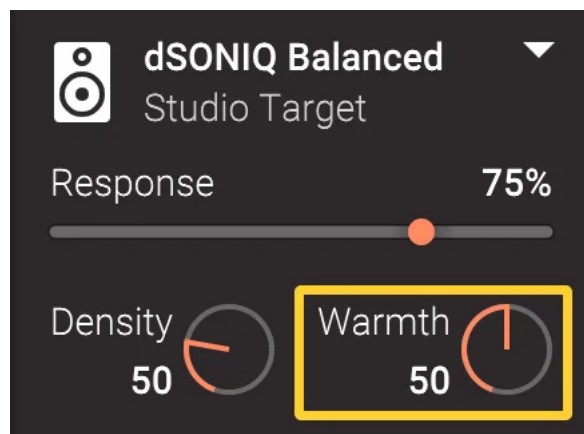 dSONIQ Balanced
Studio Target
Response 75%
Density Warmth
50 50